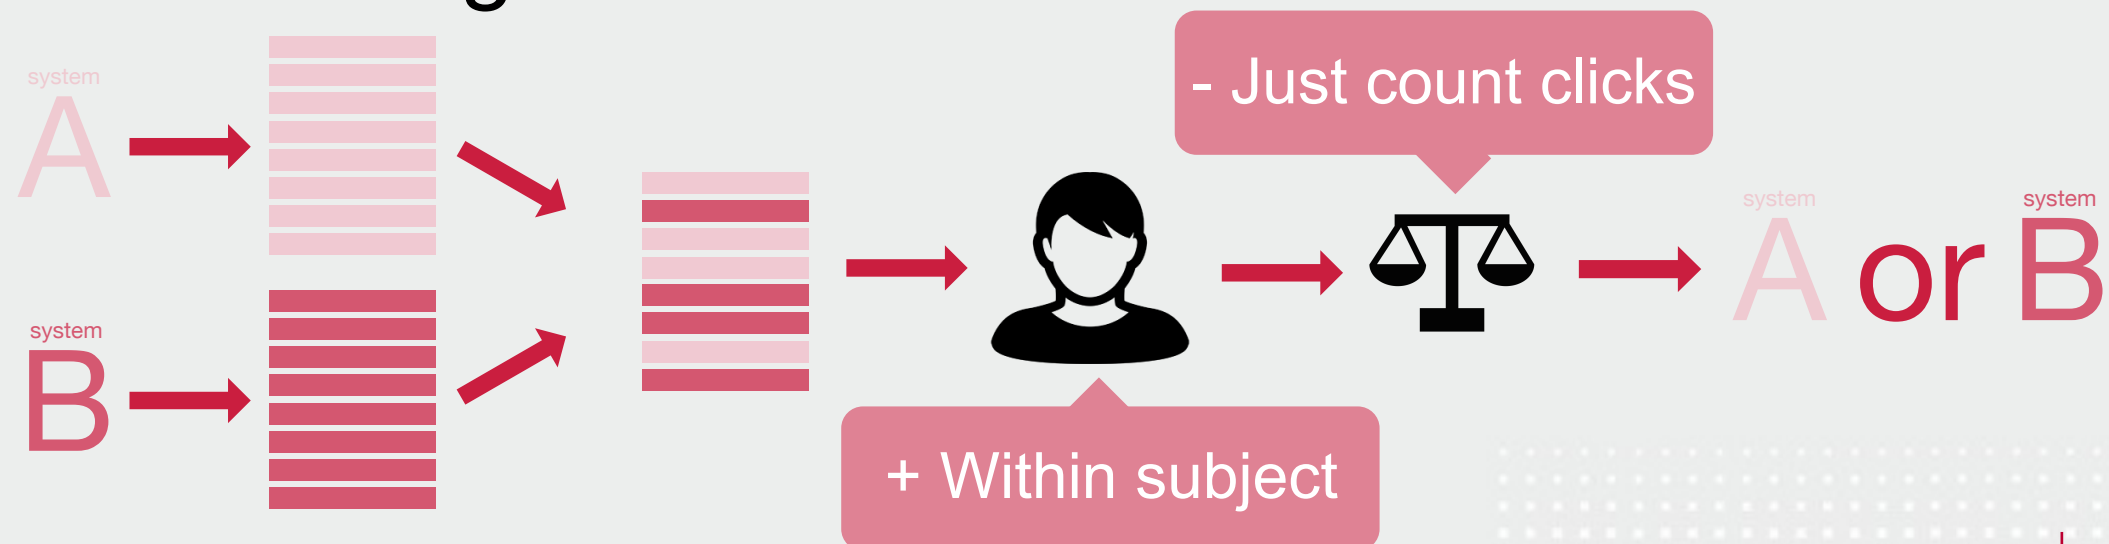 - Just count clicks
system
A
system
A or B
system
system
B
+ Within subject